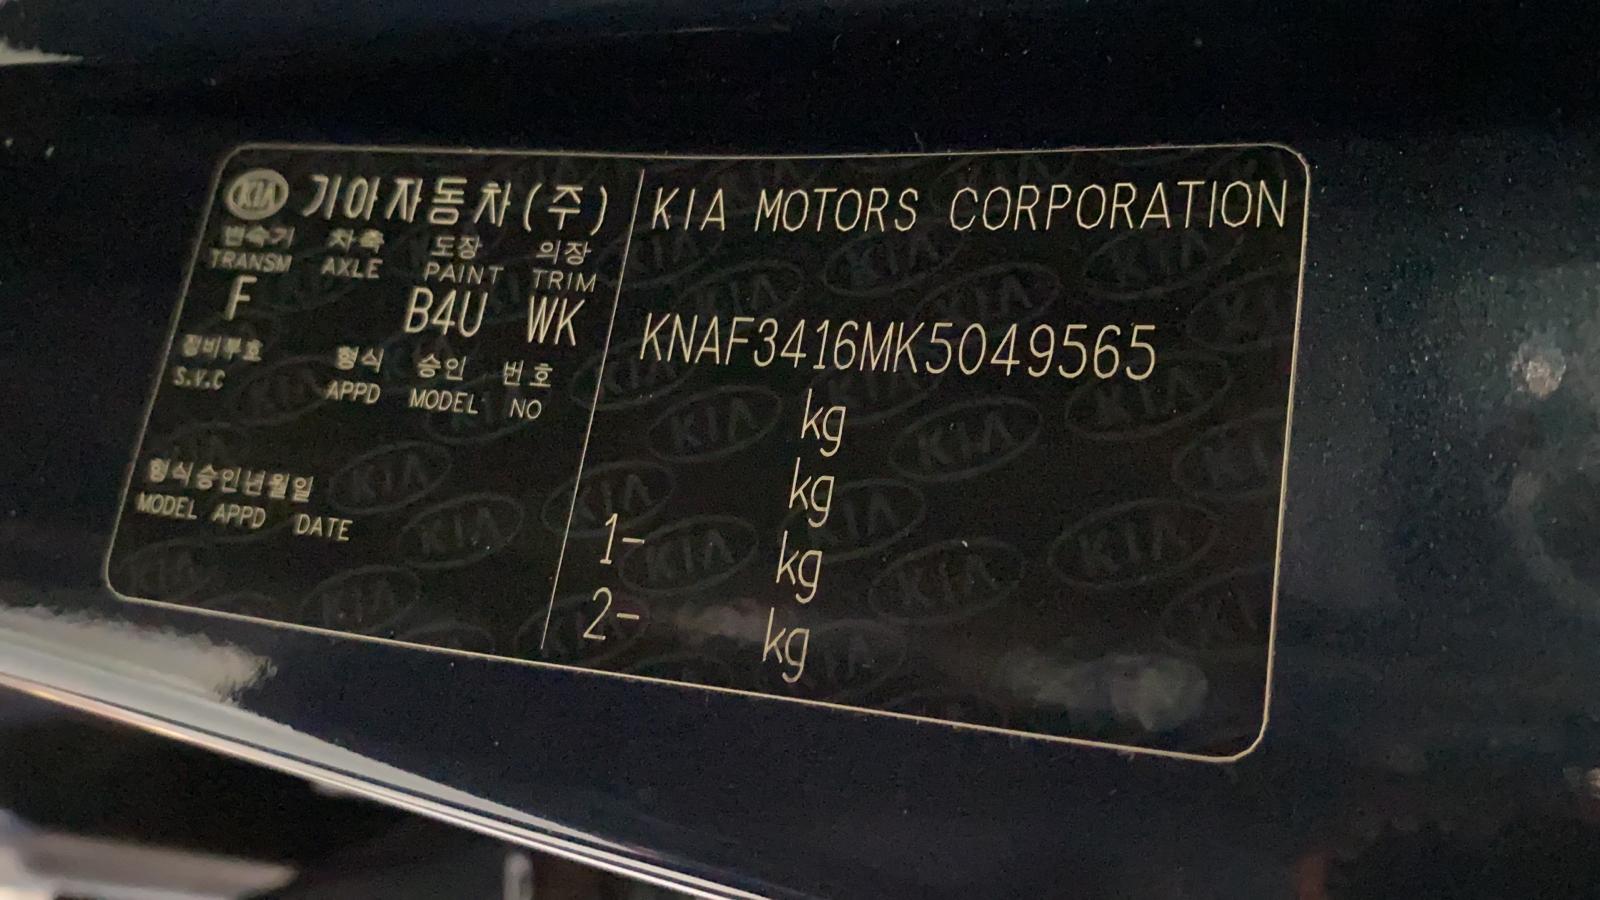 KIA 기아자동차(주)
변속기 차축 도장 의장
TRANSM AXLE PAINT TRIM
F B4U WK
정비부호 형식 승인 번호
S.V.C APPD MODEL NO
형식승인년월일
MODEL APPD DATE
KIA MOTORS CORPORATION
KNAF3416MK5049565
kg
kg
1- kg
2- kg